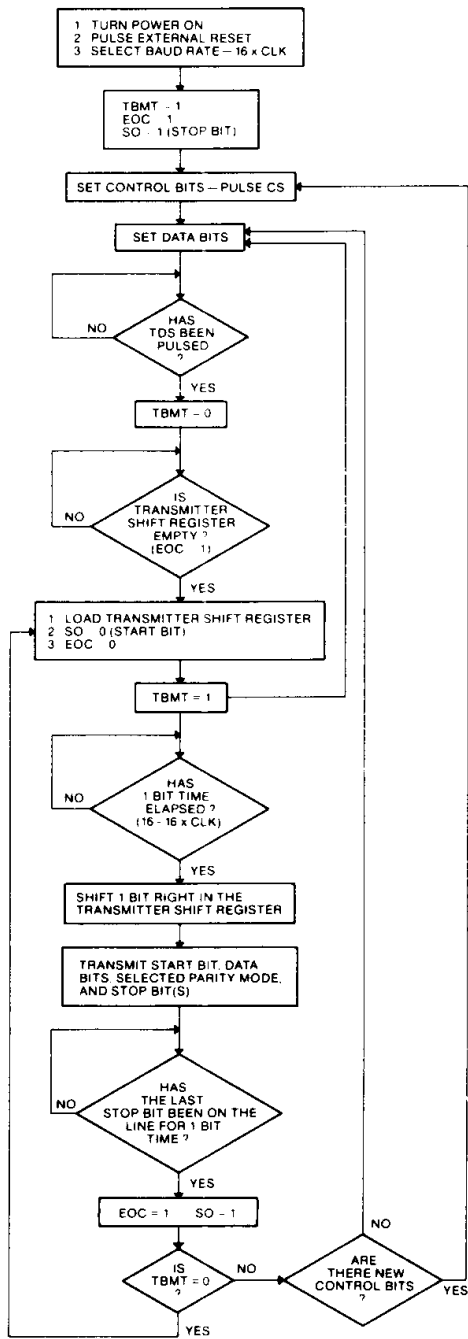 1 TURN POWER ON
2 PULSE EXTERNAL RESET
3 SELECT BAUD RATE – 16 x CLK
TBMT – 1
EOC 1
SO – 1 (STOP BIT)
SET CONTROL BITS – PULSE CS
SET DATA BITS
HAS
TDS BEEN
PULSED
?
NO
YES
TBMT – 0
IS
TRANSMITTER
SHIFT REGISTER
EMPTY ?
(EOC 1)
NO
YES
1 LOAD TRANSMITTER SHIFT REGISTER
2 SO 0 (START BIT)
3 EOC 0
TBMT = 1
HAS
1 BIT TIME
ELAPSED ?
(16 - 16 x CLK)
NO
YES
SHIFT 1 BIT RIGHT IN THE
TRANSMITTER SHIFT REGISTER
TRANSMIT START BIT, DATA
BITS, SELECTED PARITY MODE,
AND STOP BIT(S)
HAS
THE LAST
STOP BIT BEEN ON THE
LINE FOR 1 BIT
TIME ?
NO
YES
EOC = 1 SO – 1
IS
TBMT = 0
?
NO
YES
ARE
THERE NEW
CONTROL BITS
?
NO
YES